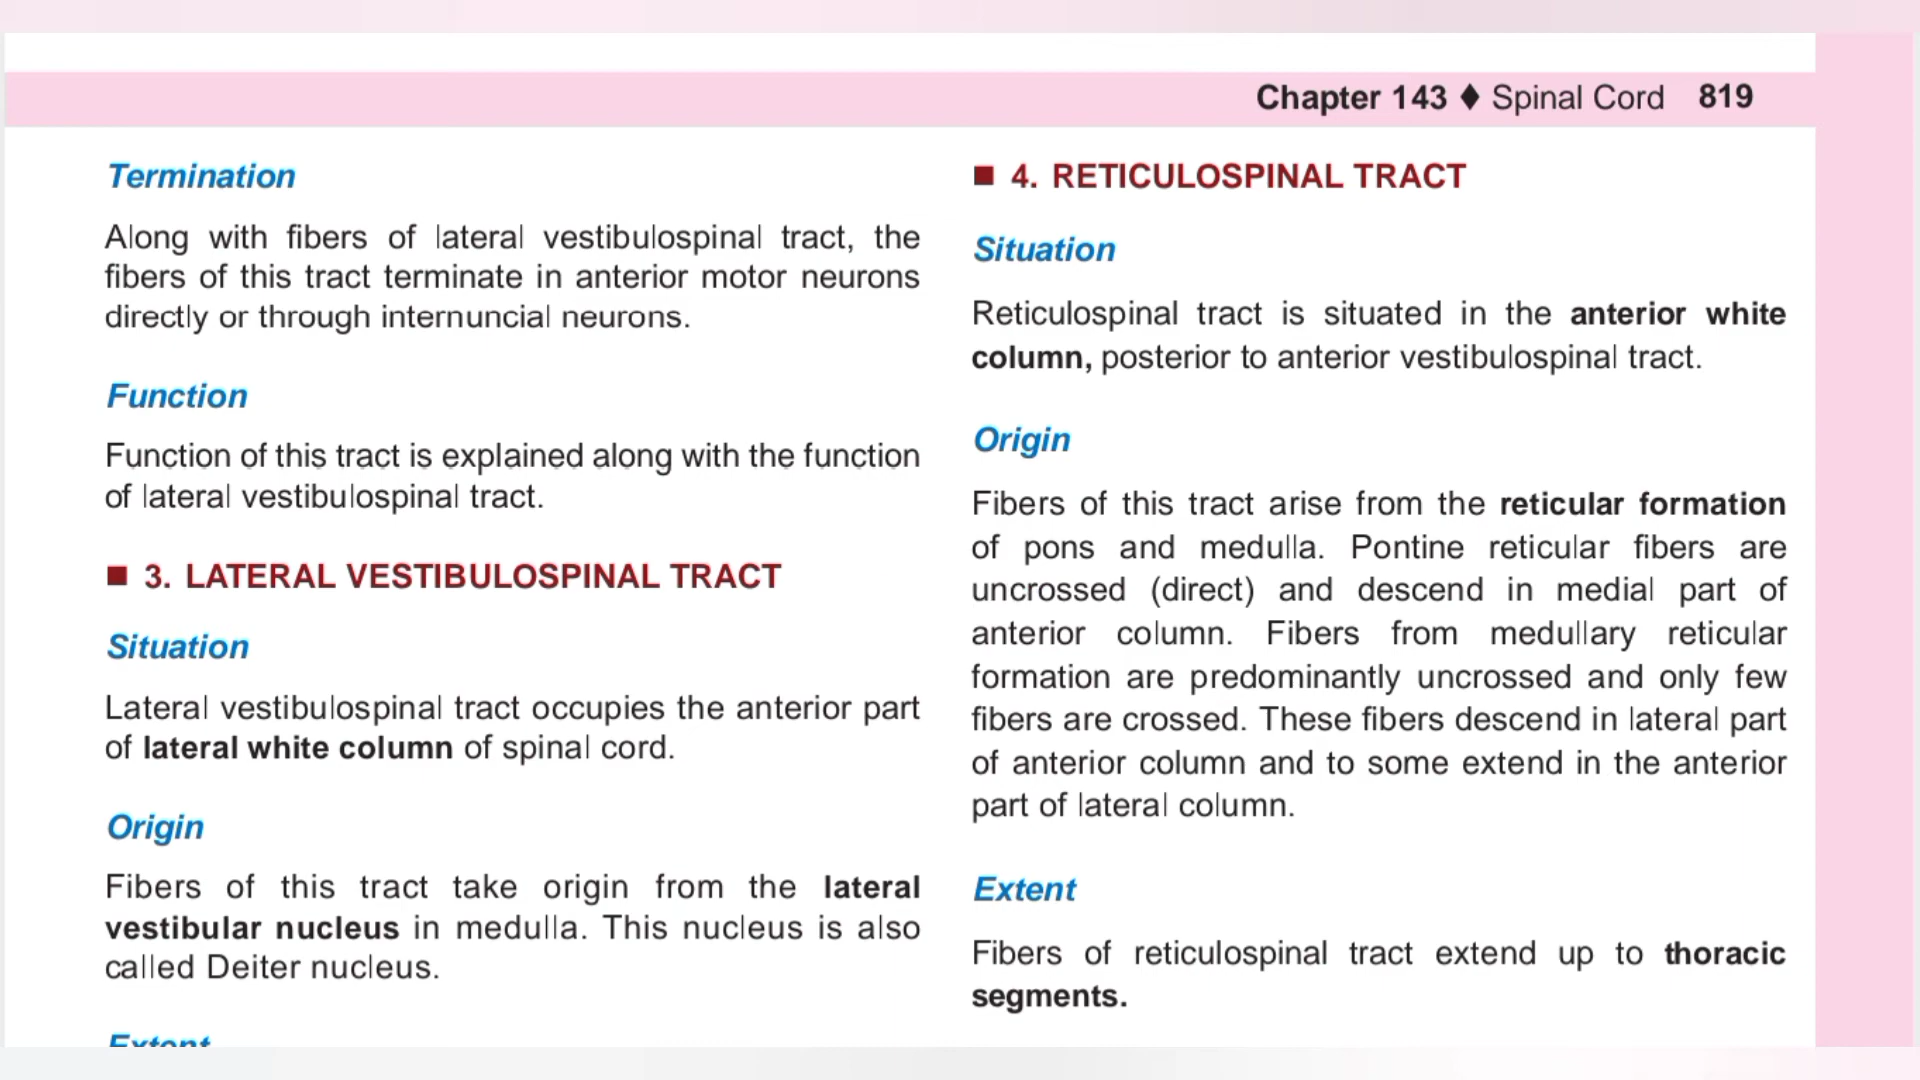 Chapter 143 ♦ Spinal Cord 819
Termination
Along with fibers of lateral vestibulospinal tract, the
fibers of this tract terminate in anterior motor neurons
directly or through internuncial neurons.
Function
Function of this tract is explained along with the function
of lateral vestibulospinal tract.
■ 3. LATERAL VESTIBULOSPINAL TRACT
Situation
Lateral vestibulospinal tract occupies the anterior part
of lateral white column of spinal cord.
Origin
Fibers of this tract take origin from the lateral
vestibular nucleus in medulla. This nucleus is also
called Deiter nucleus.
Extent
■ 4. RETICULOSPINAL TRACT
Situation
Reticulospinal tract is situated in the anterior white
column, posterior to anterior vestibulospinal tract.
Origin
Fibers of this tract arise from the reticular formation
of pons and medulla. Pontine reticular fibers are
uncrossed (direct) and descend in medial part of
anterior column. Fibers from medullary reticular
formation are predominantly uncrossed and only few
fibers are crossed. These fibers descend in lateral part
of anterior column and to some extend in the anterior
part of lateral column.
Extent
Fibers of reticulospinal tract extend up to thoracic
segments.